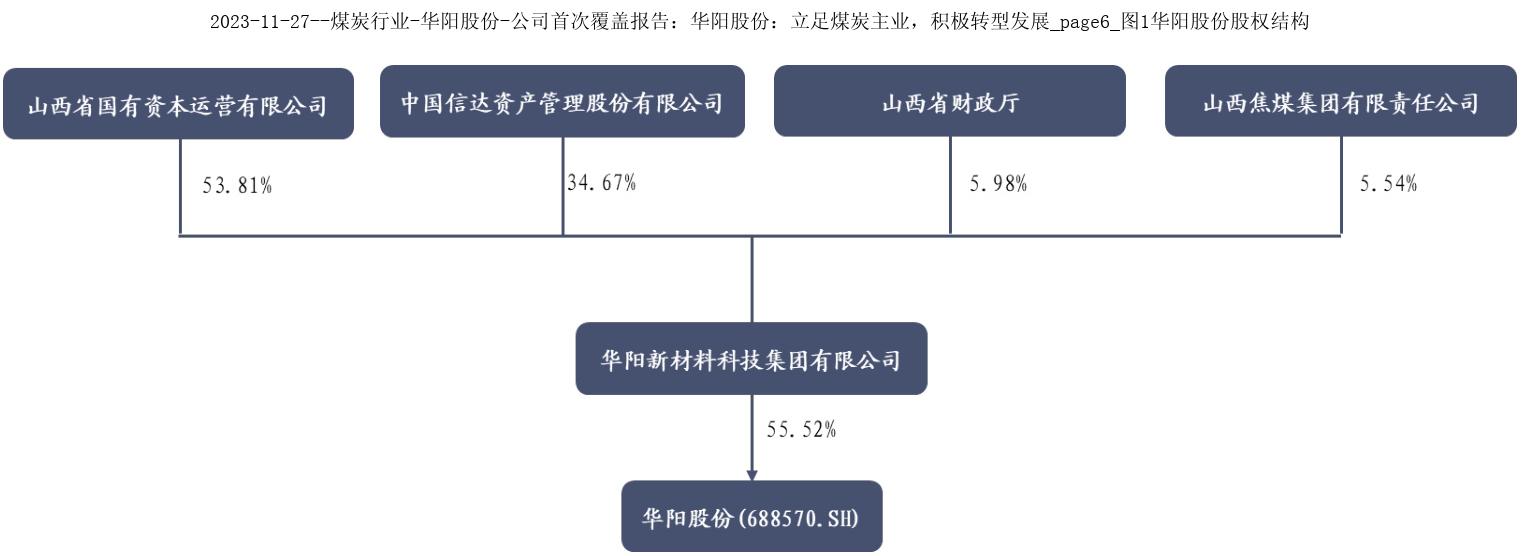 2023-11-27--煤炭行业-华阳股份-公司首次覆盖报告：华阳股份：立足煤炭主业，积极转型发展_page6_图1华阳股份股权结构
山西省国有资本运营有限公司
中国信达资产管理股份有限公司
山西省财政厅
山西焦煤集团有限责任公司
53.81%
34.67%
5.98%
5.54%
华阳新材料科技集团有限公司
55.52%
华阳股份(688570.SH)